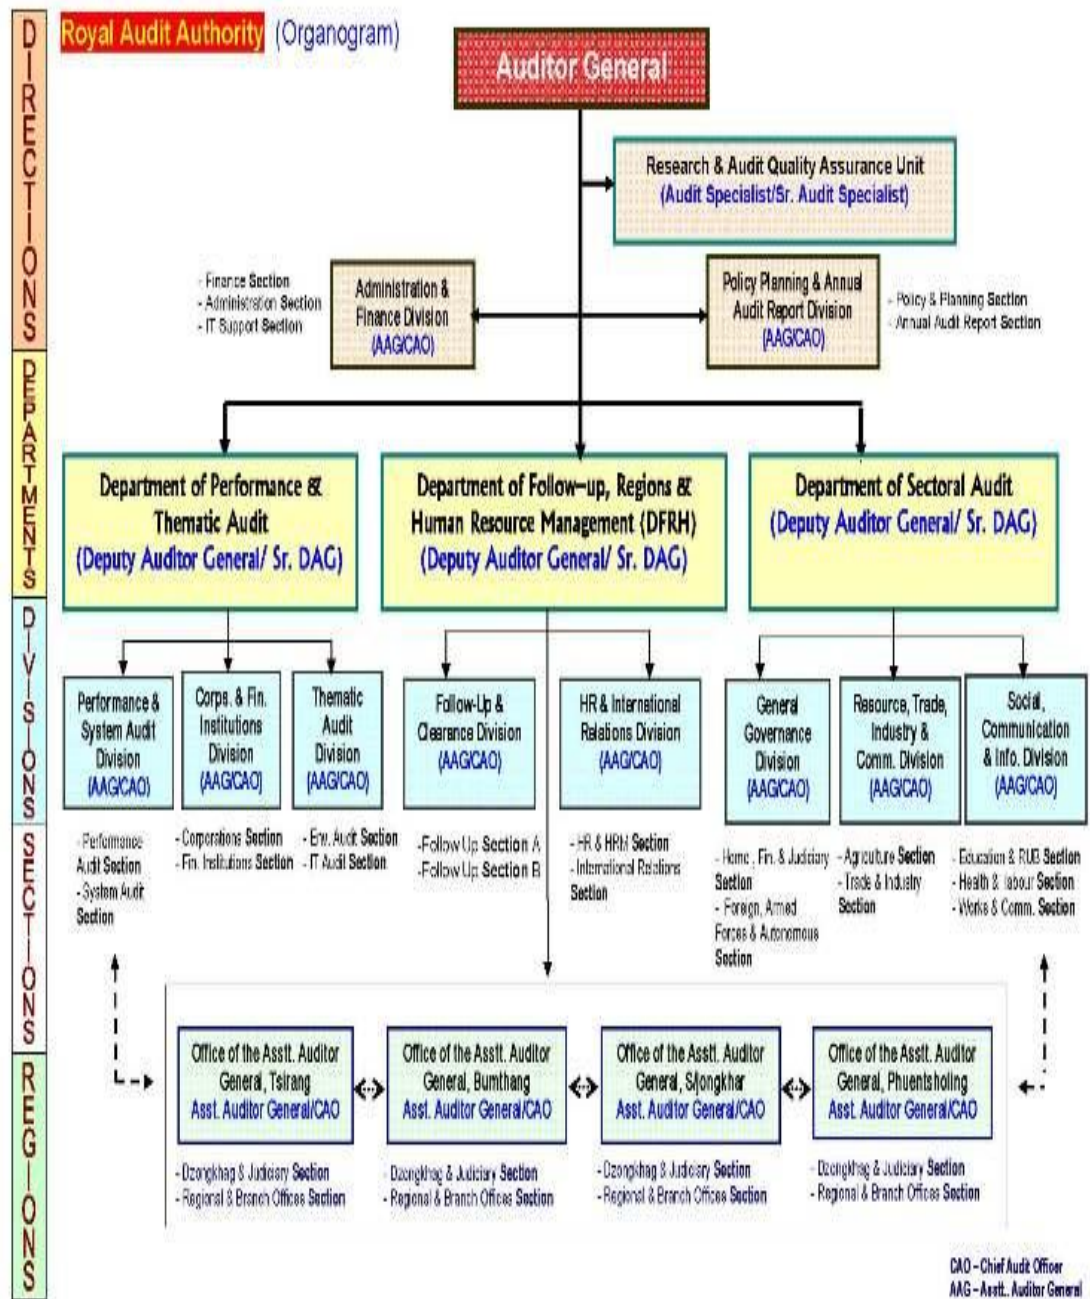 DIRECTIONS
DEPARTMENTS
DIVISIONS
SECTIONS
REGIONS
Royal Audit Authority (Organogram)
Auditor General
Research & Audit Quality Assurance Unit
(Audit Specialist/Sr. Audit Specialist)
- Finance Section
- Administration Section
- IT Support Section
Administration &
Finance Division
(AAG/CAO)
Policy Planning & Annual
Audit Report Division
(AAG/CAO)
- Policy & Planning Section
- Annual Audit Report Section
Department of Performance &
Thematic Audit
(Deputy Auditor General/ Sr. DAG)
Department of Follow-up, Regions &
Human Resource Management (DFRH)
(Deputy Auditor General/ Sr. DAG)
Department of Sectoral Audit
(Deputy Auditor General/ Sr. DAG)
Performance &
System Audit
Division
(AAG/CAO)
Corps. & Fin.
Institutions
Division
(AAG/CAO)
Thematic
Audit
Division
(AAG/CAO)
Follow-Up &
Clearance Division
(AAG/CAO)
HR & International
Relations Division
(AAG/CAO)
General
Governance
Division
(AAG/CAO)
Resource, Trade,
Industry &
Comm. Division
(AAG/CAO)
Social,
Communication
& Info. Division
(AAG/CAO)
- Performance
Audit Section
- System Audit
Section
- Corporations Section
- Fin. Institutions Section
- Env. Audit Section
- IT Audit Section
- Follow Up Section A
- Follow Up Section B
- HR & HRM Section
- International Relations
Section
- Home, Fin. & Judiciary
Section
- Foreign, Armed
Forces & Autonomous
Section
- Agriculture Section
- Trade & Industry
Section
- Education & RUB Section
- Health & labour Section
- Works & Comm. Section
Office of the Asstt. Auditor
General, Tsirang
Asst. Auditor General/CAO
Office of the Asstt. Auditor
General, Bumthang
Asst. Auditor General/CAO
Office of the Asstt. Auditor
General, S/jongkhar
Asst. Auditor General/CAO
Office of the Asstt. Auditor
General, Phuentsholing
Asst. Auditor General/CAO
- Dzongkhag & Judiciary Section
- Regional & Branch Offices Section
- Dzongkhag & Judiciary Section
- Regional & Branch Offices Section
- Dzongkhag & Judiciary Section
- Regional & Branch Offices Section
- Dzongkhag & Judiciary Section
- Regional & Branch Offices Section
CAO - Chief Audit Officer
AAG - Asstt. Auditor General